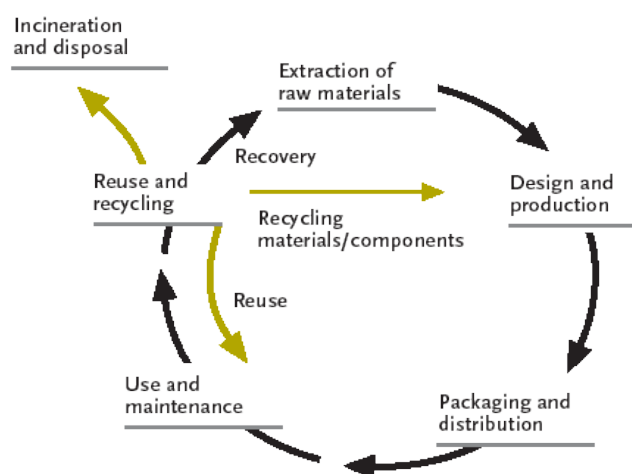 Incineration
and disposal
Extraction of
raw materials
Recovery
Reuse and
recycling
Design and
production
Recycling
materials/components
Reuse
Use and
maintenance
Packaging and
distribution